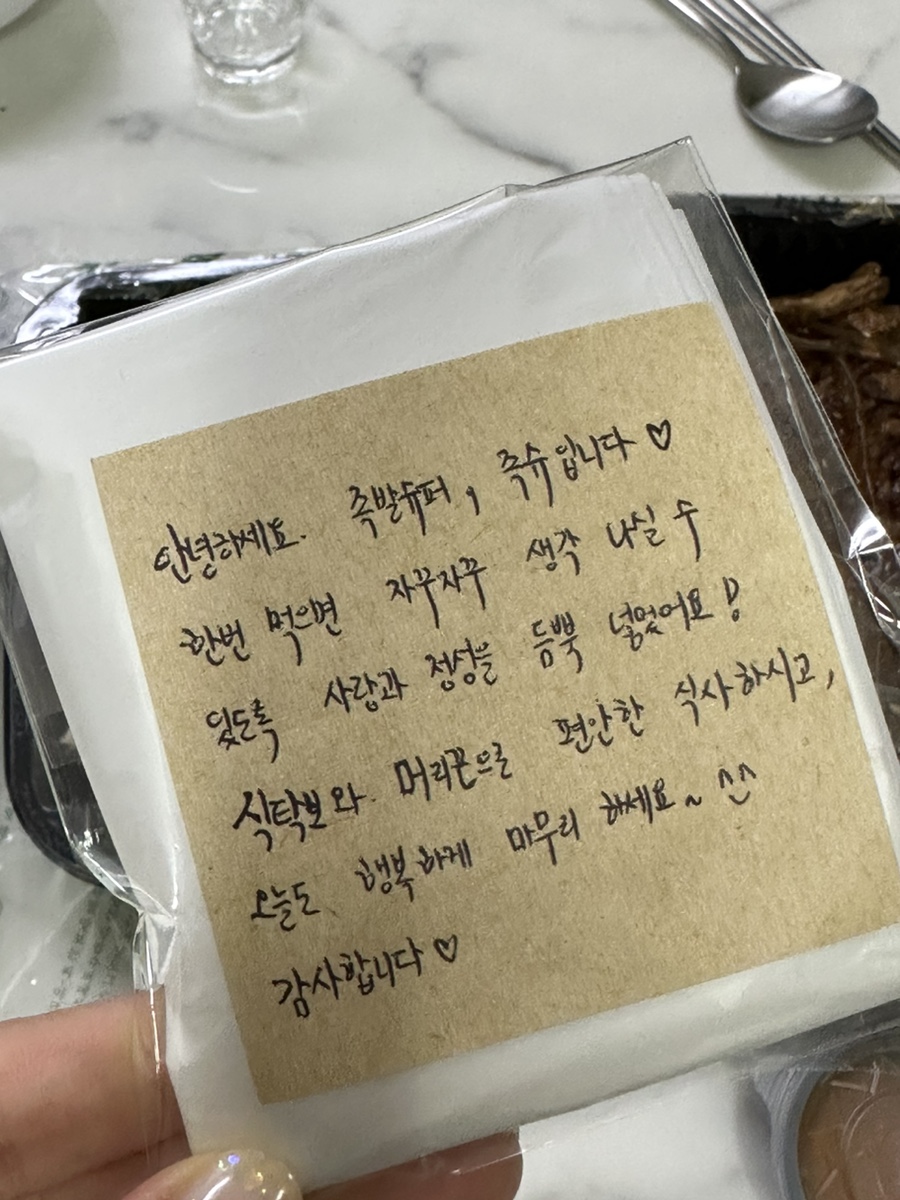 안녕하세요. 족발슈퍼, 족슈입니다♡
한번 먹으면 자꾸자꾸 생각 나실 수
있도록 사랑과 정성을 듬뿍 넣었어요!
식탁보와 머리끈으로 편안한 식사하시고,
오늘도 행복하게 마무리 하세요~ ^^
감사합니다♡